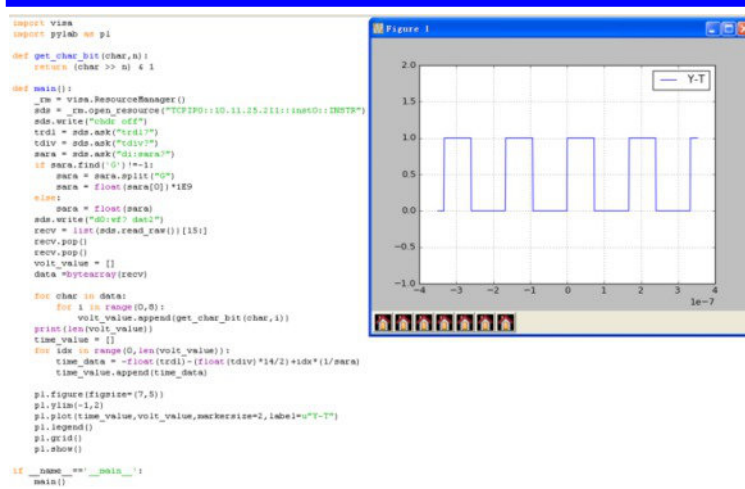 import visa
import pylab as pl

def get_char_bit(char,n):
    return (char >> n) & 1

def main():
    _rm = visa.ResourceManager()
    sds = _rm.open_resource("TCPIP0::10.11.25.211::inst0::INSTR")
    sds.write("chdr off")
    trdl = sds.ask("trdl?")
    tdiv = sds.ask("tdiv?")
    sara = sds.ask("di:sara?")
    if sara.find('G')!=-1:
        sara = sara.split("G")
        sara = float(sara[0])*1E9
    else:
        sara = float(sara)
    sds.write("d0:wf? dat2")
    recv = list(sds.read_raw())[15:]
    recv.pop()
    recv.pop()
    volt_value = []
    data =bytearray(recv)

    for char in data:
        for i in range(0,8):
            volt_value.append(get_char_bit(char,i))
    print(len(volt_value))
    time_value = []
    for idx in range(0,len(volt_value)):
        time_data = -float(trdl)-(float(tdiv)*14/2)+idx*(1/sara)
        time_value.append(time_data)

    pl.figure(figsize=(7,5))
    pl.ylim(-1,2)
    pl.plot(time_value,volt_value,markersize=2,label=u"Y-T")
    pl.legend()
    pl.grid()
    pl.show()

if __name__=='__main__':
    main()
Figure 1
Y-T
2.0
1.5
1.0
0.5
0.0
−0.5
−1.0
−4 −3 −2 −1 0 1 2 3 4
1e−7